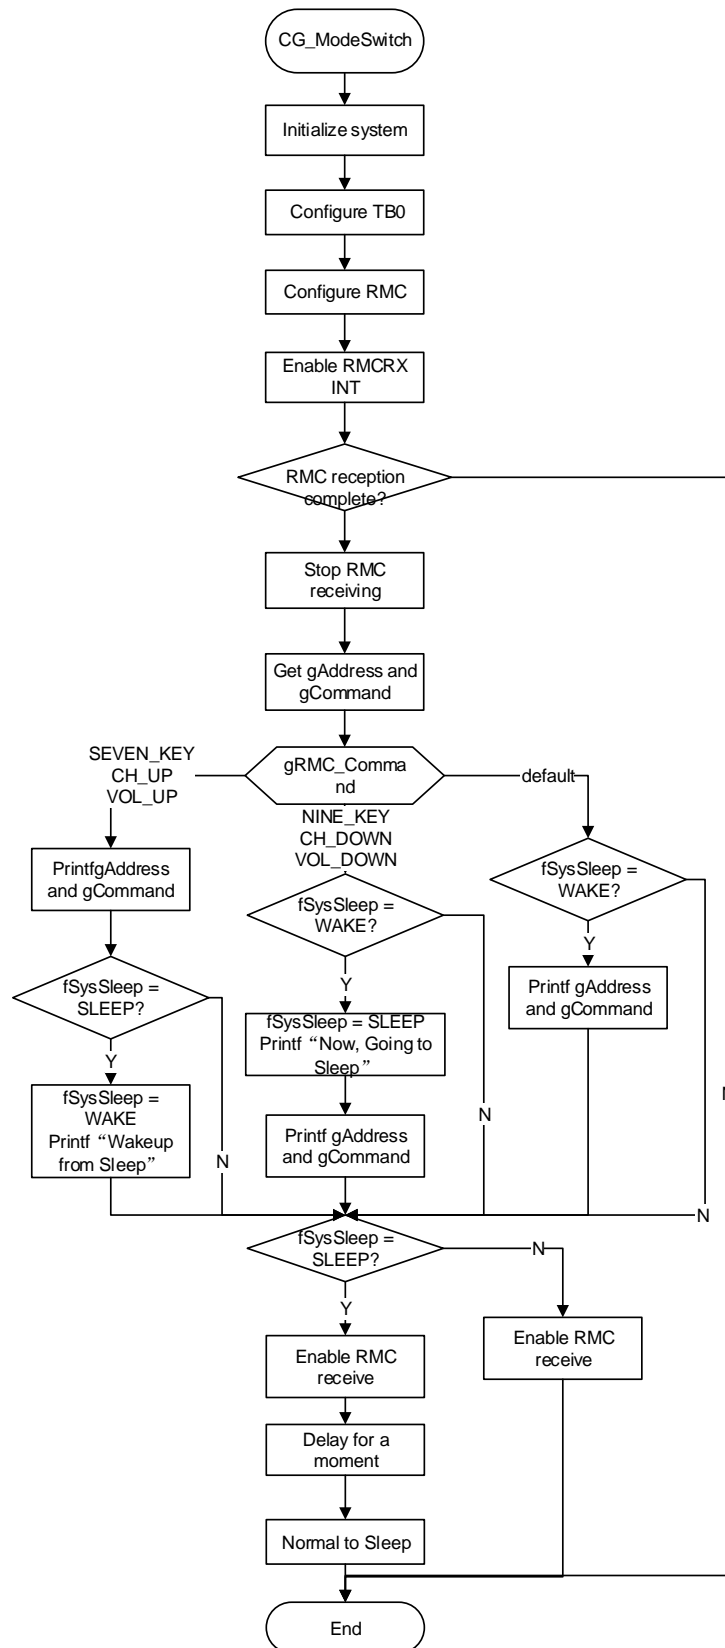 CG_ModeSwitch
Initialize system
Configure TB0
Configure RMC
Enable RMCRX
INT
RMC reception
complete?
Stop RMC
receiving
Get gAddress and
gCommand
SEVEN_KEY
CH_UP
VOL_UP
gRMC_Comma
nd
default
NINE_KEY
CH_DOWN
VOL_DOWN
PrintfgAddress
and gCommand
fSysSleep =
WAKE?
fSysSleep =
WAKE?
Y
Printf gAddress
and gCommand
fSysSleep =
SLEEP?
Y
Y
fSysSleep = SLEEP
Printf “Now, Going to
Sleep”
fSysSleep =
WAKE
Printf “Wakeup
from Sleep”
N
N
Printf gAddress
and gCommand
N
fSysSleep =
SLEEP?
N
Y
Enable RMC
receive
Enable RMC
receive
Delay for a
moment
Normal to Sleep
End